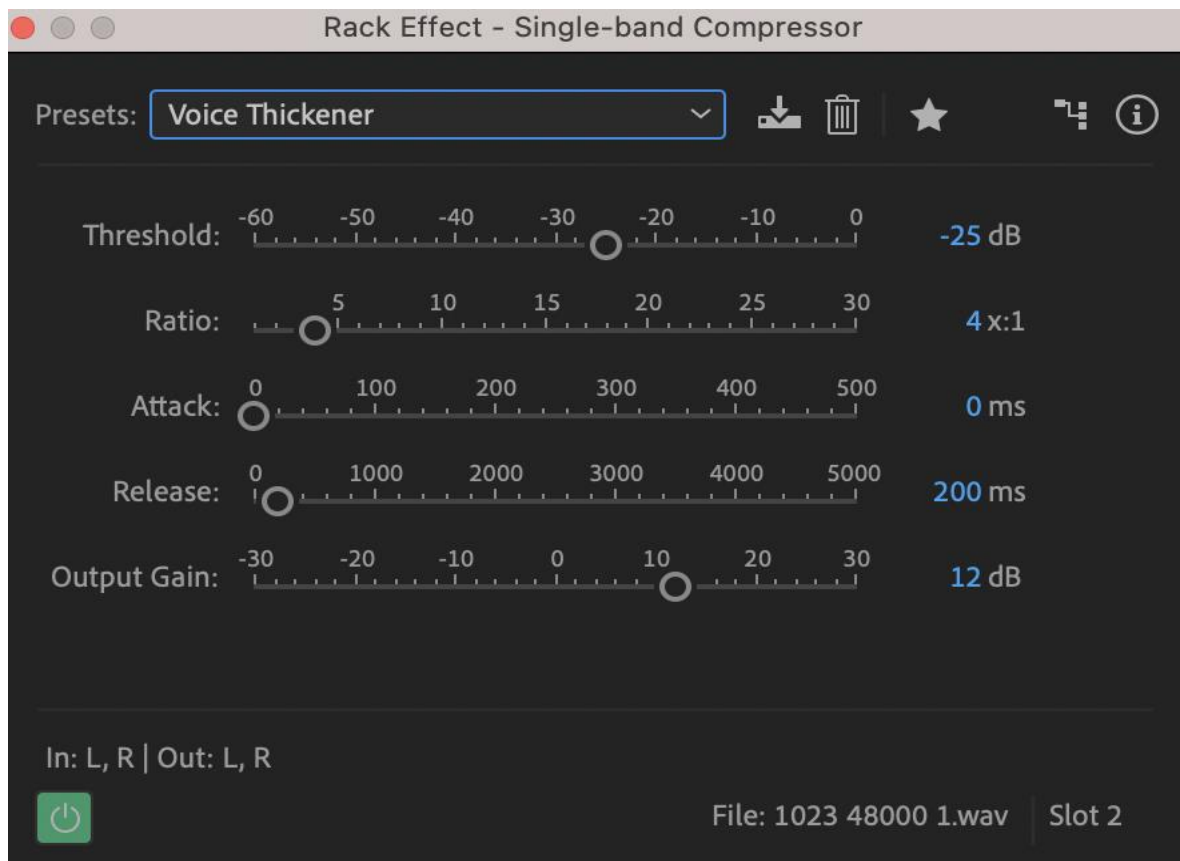 Rack Effect - Single-band Compressor
Presets: Voice Thickener
-60 -50 -40 -30 -20 -10 0
Threshold: -25 dB
5 10 15 20 25 30
Ratio: 4 x:1
0 100 200 300 400 500
Attack: 0 ms
0 1000 2000 3000 4000 5000
Release: 200 ms
-30 -20 -10 0 10 20 30
Output Gain: 12 dB
In: L, R | Out: L, R
File: 1023 48000 1.wav Slot 2